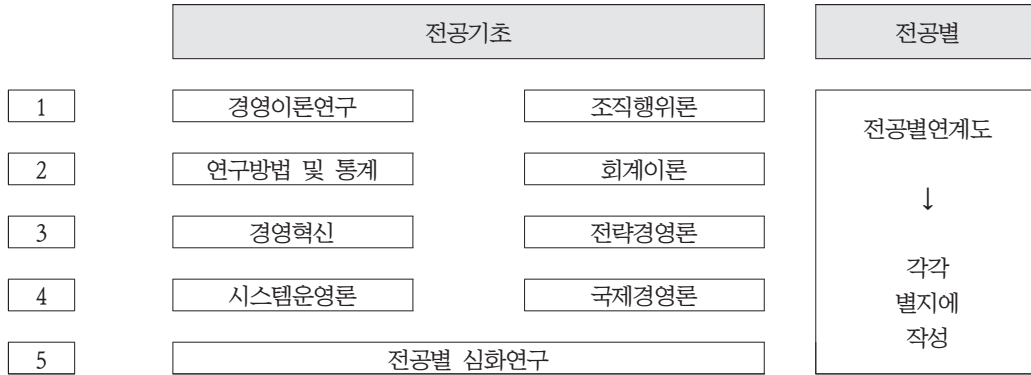 전공기초 전공별
1 경영이론연구 조직행위론
전공별연계도
2 연구방법 및 통계 회계이론
↓
3 경영혁신 전략경영론
각각
4 시스템운영론 국제경영론
별지에
작성
5 전공별 심화연구